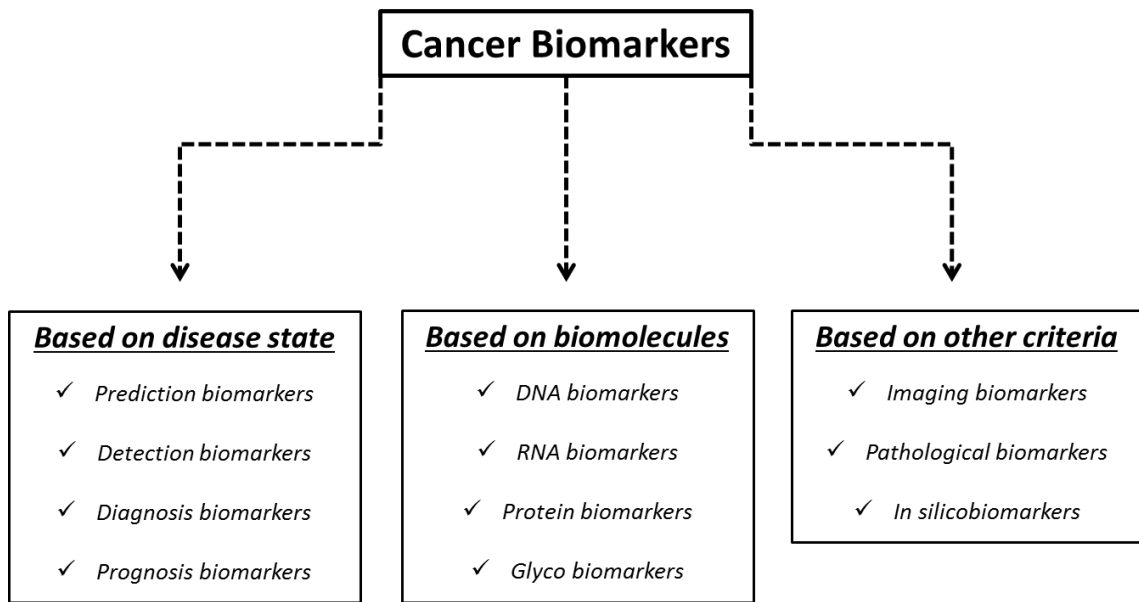 Cancer Biomarkers
Based on disease state
✓ Prediction biomarkers
✓ Detection biomarkers
✓ Diagnosis biomarkers
✓ Prognosis biomarkers
Based on biomolecules
✓ DNA biomarkers
✓ RNA biomarkers
✓ Protein biomarkers
✓ Glyco biomarkers
Based on other criteria
✓ Imaging biomarkers
✓ Pathological biomarkers
✓ In silicobiomarkers